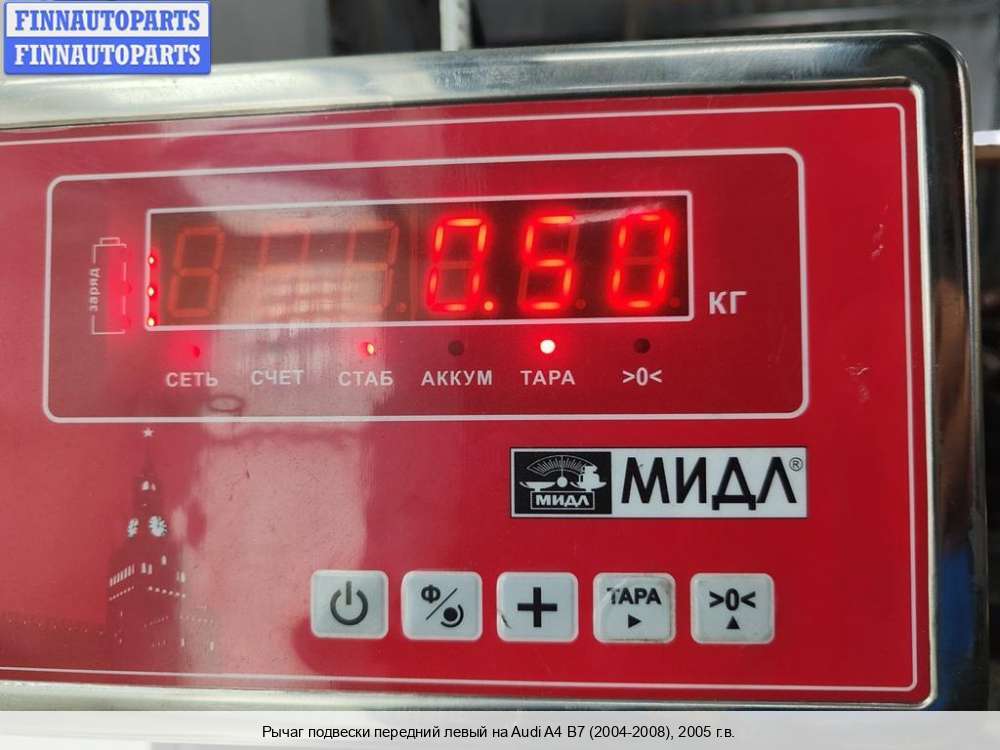 FINNAUTOPARTS
FINNAUTOPARTS
заряд
0.50 КГ
СЕТЬ СЧЕТ СТАБ АККУМ ТАРА >0<
МИДЛ МИДЛ®
Ф ТАРА >0<
Рычаг подвески передний левый на Audi A4 B7 (2004-2008), 2005 г.в.